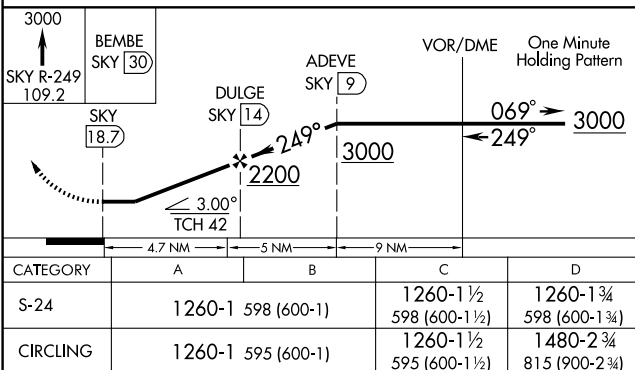 3000
SKY R-249
109.2
BEMBE
SKY 30
SKY
18.7
DULGE
SKY 14
ADEVE
SKY 9
VOR/DME
One Minute
Holding Pattern
069°
249°
3000
249°
3000
2200
3.00°
TCH 42
4.7 NM
5 NM
9 NM
CATEGORY A B C D
S-24 1260-1 598 (600-1) 1260-1½ 598 (600-1½) 1260-1¾ 598 (600-1¾)
CIRCLING 1260-1 595 (600-1) 1260-1½ 595 (600-1½) 1480-2¾ 815 (900-2¾)